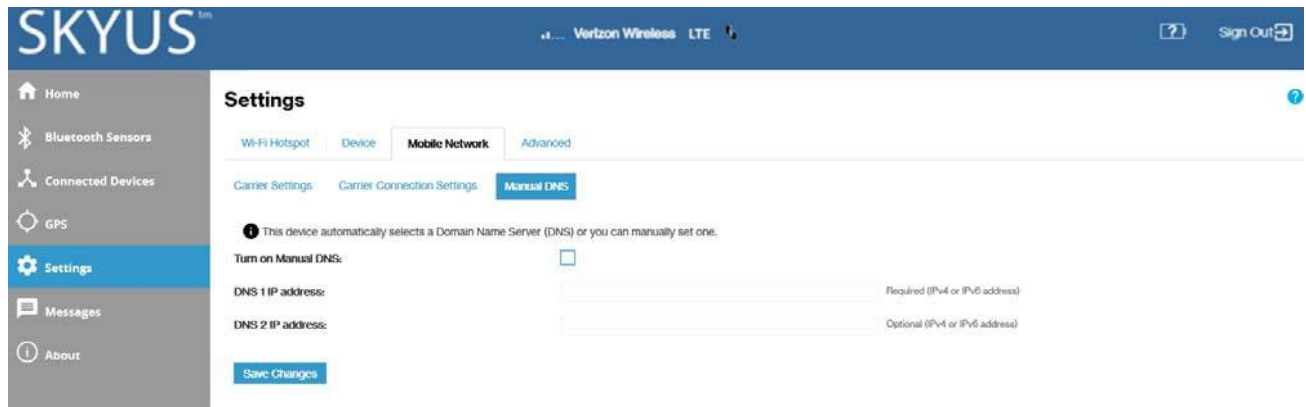 SKYUS tm
Verizon Wireless LTE
? Sign Out
Home
Bluetooth Sensors
Connected Devices
GPS
Settings
Messages
About
Settings
?
Wi-Fi Hotspot Device Mobile Network Advanced
Carrier Settings Carrier Connection Settings Manual DNS
This device automatically selects a Domain Name Server (DNS) or you can manually set one.
Turn on Manual DNS:
DNS 1 IP address: Required (IPv4 or IPv6 address)
DNS 2 IP address: Optional (IPv4 or IPv6 address)
Save Changes